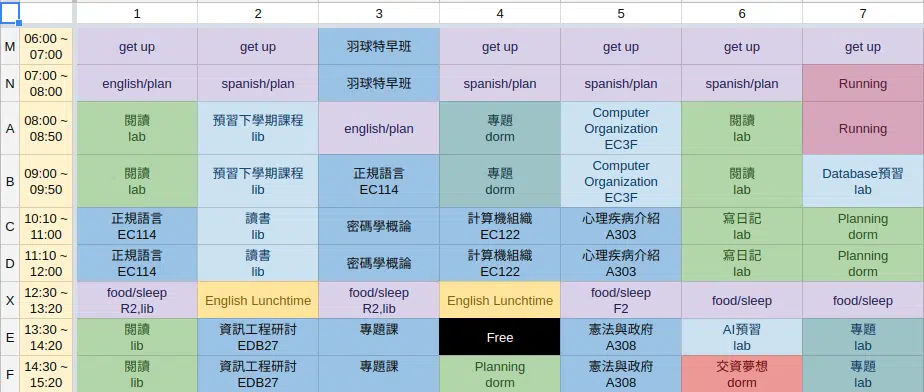 1 2 3 4 5 6 7
M 06:00 ~ 07:00 get up get up 羽球特早班 get up get up get up get up
N 07:00 ~ 08:00 english/plan spanish/plan 羽球特早班 spanish/plan spanish/plan spanish/plan Running
A 08:00 ~ 08:50 閱讀 lab 預習下學期課程 lib english/plan 專題 dorm Computer Organization EC3F 閱讀 lab Running
B 09:00 ~ 09:50 閱讀 lab 預習下學期課程 lib 正規語言 EC114 專題 dorm Computer Organization EC3F 閱讀 lab Database預習 lab
C 10:10 ~ 11:00 正規語言 EC114 讀書 lib 密碼學概論 計算機組織 EC122 心理疾病介紹 A303 寫日記 lab Planning dorm
D 11:10 ~ 12:00 正規語言 EC114 讀書 lib 密碼學概論 計算機組織 EC122 心理疾病介紹 A303 寫日記 lab Planning dorm
X 12:30 ~ 13:20 food/sleep R2,lib English Lunchtime food/sleep R2,lib English Lunchtime food/sleep F2 food/sleep food/sleep
E 13:30 ~ 14:20 閱讀 lib 資訊工程研討 EDB27 專題課 Free 憲法與政府 A308 AI預習 lab 專題 lab
F 14:30 ~ 15:20 閱讀 lib 資訊工程研討 EDB27 專題課 Planning dorm 憲法與政府 A308 交資夢想 dorm 專題 lab